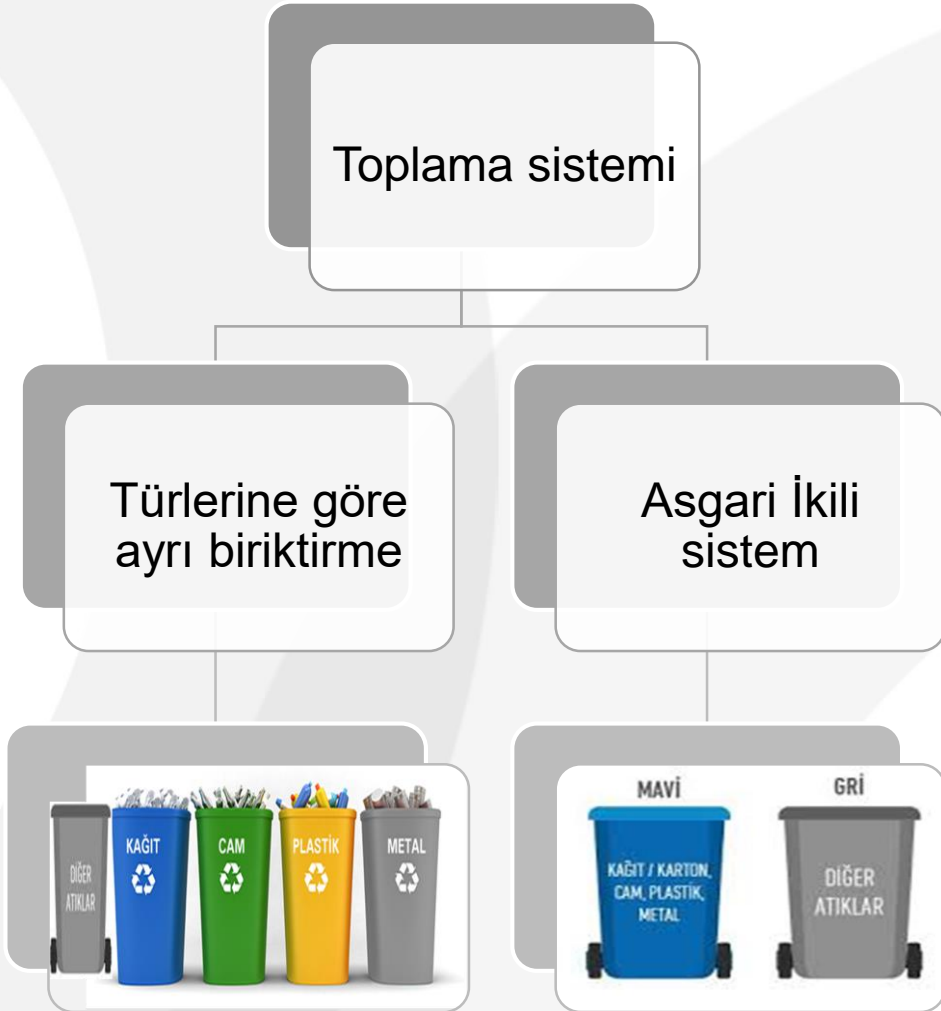 Toplama sistemi
Türlerine göre
ayrı biriktirme
Asgari İkili
sistem
DİĞER
ATIKLAR
KAĞIT
CAM
PLASTİK
METAL
MAVİ
KAĞIT / KARTON,
CAM, PLASTİK,
METAL
GRİ
DİĞER
ATIKLAR